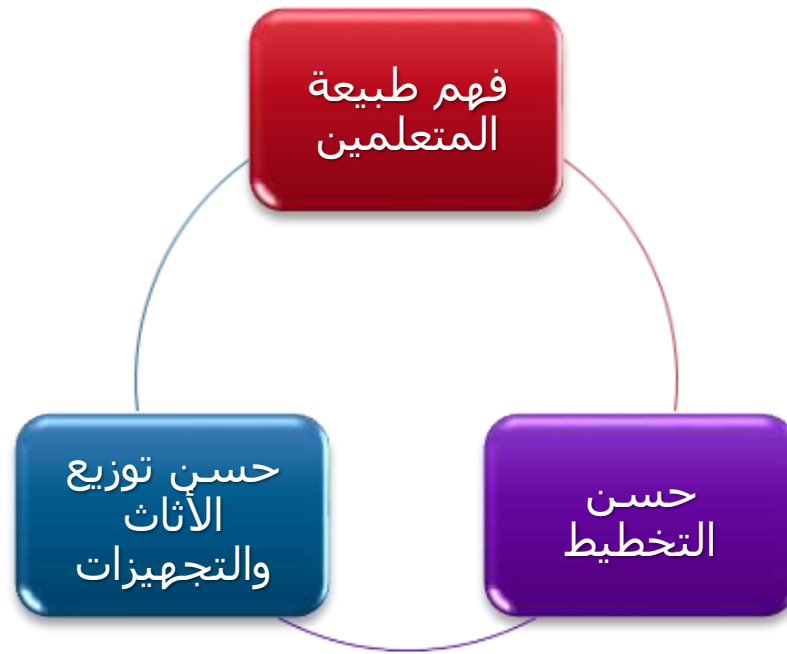 فهم طبيعة
المتعلمين
حسن
التخطيط
حسن توزيع
الأثاث
والتجهيزات